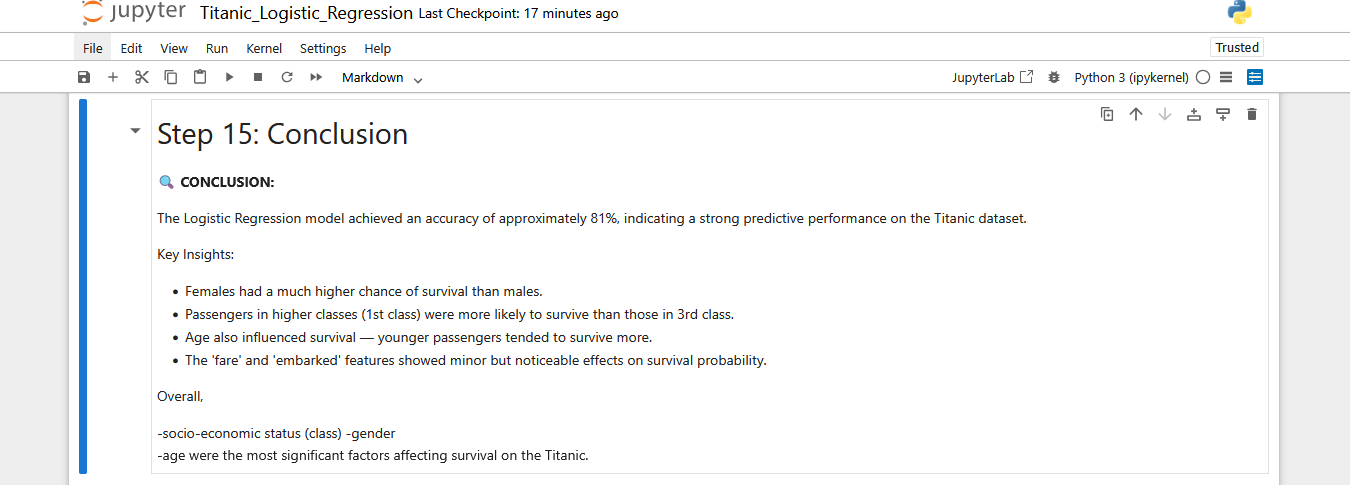 jupyter Titanic_Logistic_Regression Last Checkpoint: 17 minutes ago
File Edit View Run Kernel Settings Help Trusted
Markdown JupyterLab Python 3 (ipykernel)
Step 15: Conclusion
CONCLUSION:
The Logistic Regression model achieved an accuracy of approximately 81%, indicating a strong predictive performance on the Titanic dataset.
Key Insights:
• Females had a much higher chance of survival than males.
• Passengers in higher classes (1st class) were more likely to survive than those in 3rd class.
• Age also influenced survival — younger passengers tended to survive more.
• The 'fare' and 'embarked' features showed minor but noticeable effects on survival probability.
Overall,
-socio-economic status (class) -gender
-age were the most significant factors affecting survival on the Titanic.